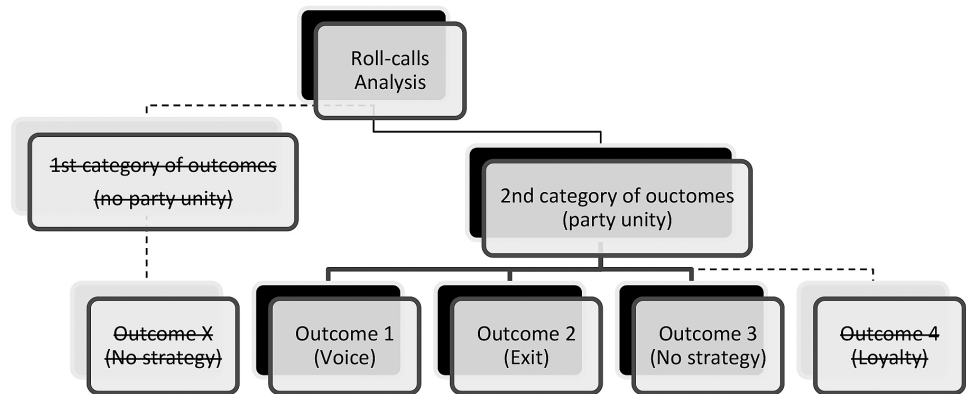 Roll-calls
Analysis
1st category of outcomes
(no party unity)
2nd category of ouctomes
(party unity)
Outcome X
(No strategy)
Outcome 1
(Voice)
Outcome 2
(Exit)
Outcome 3
(No strategy)
Outcome 4
(Loyalty)